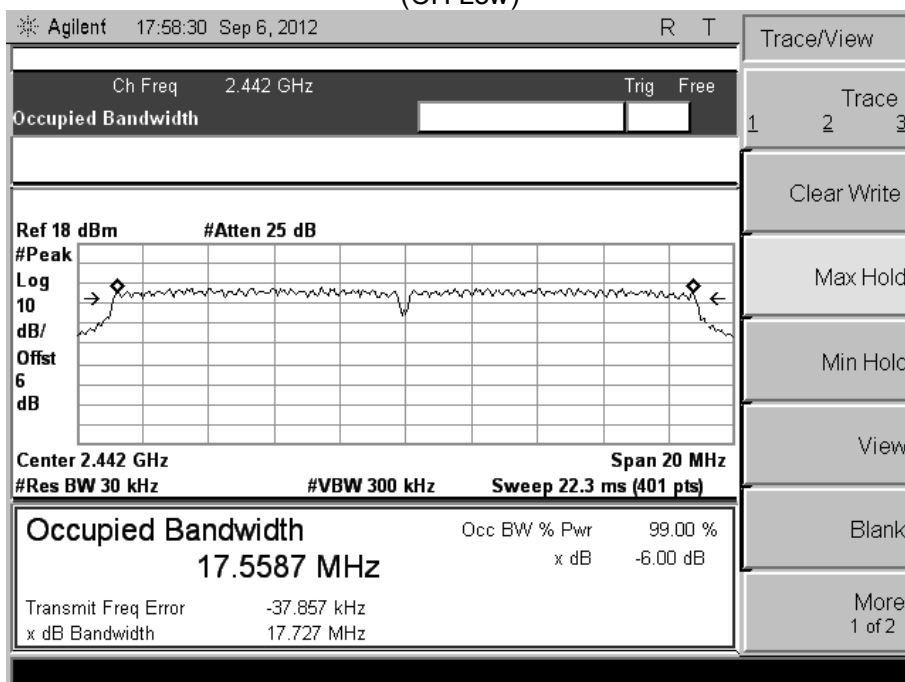 (CH Low)
Agilent 17:58:30 Sep 6, 2012 R T
Trace/View
Ch Freq 2.442 GHz Trig Free
Occupied Bandwidth
Trace
1 2 3
Clear Write
Max Hold
Min Hold
View
Blank
More
1 of 2
Ref 18 dBm #Atten 25 dB
#Peak
Log
10
dB/
Offst
6
dB
Center 2.442 GHz Span 20 MHz
#Res BW 30 kHz #VBW 300 kHz Sweep 22.3 ms (401 pts)
Occupied Bandwidth
17.5587 MHz
Occ BW % Pwr 99.00 %
x dB -6.00 dB
Transmit Freq Error -37.857 kHz
x dB Bandwidth 17.727 MHz